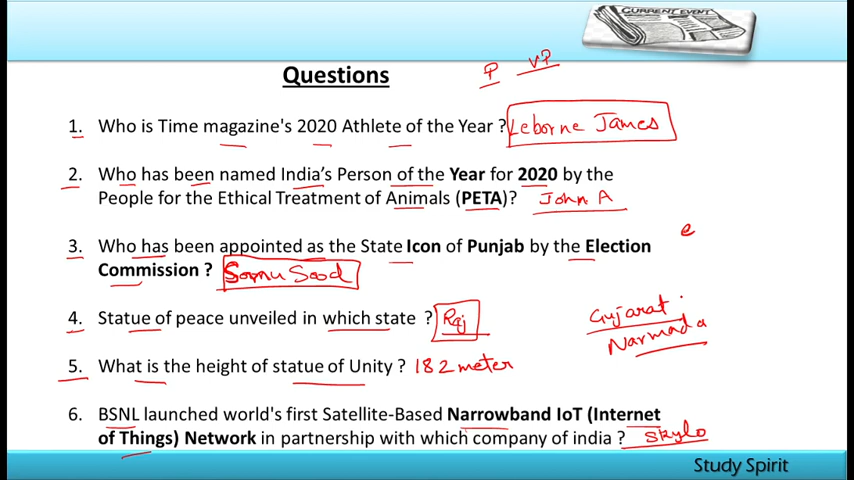 CURRENT EVENT
Questions
P VP
1. Who is Time magazine's 2020 Athlete of the Year ? Leborne James
2. Who has been named India's Person of the Year for 2020 by the
People for the Ethical Treatment of Animals (PETA)? John A
e
3. Who has been appointed as the State Icon of Punjab by the Election
Commission ? Sonu Sood
4. Statue of peace unveiled in which state ? Raj
Gujarat
Narmada
5. What is the height of statue of Unity ? 182 meter
6. BSNL launched world's first Satellite-Based Narrowband IoT (Internet
of Things) Network in partnership with which company of india ? Skylo
Study Spirit